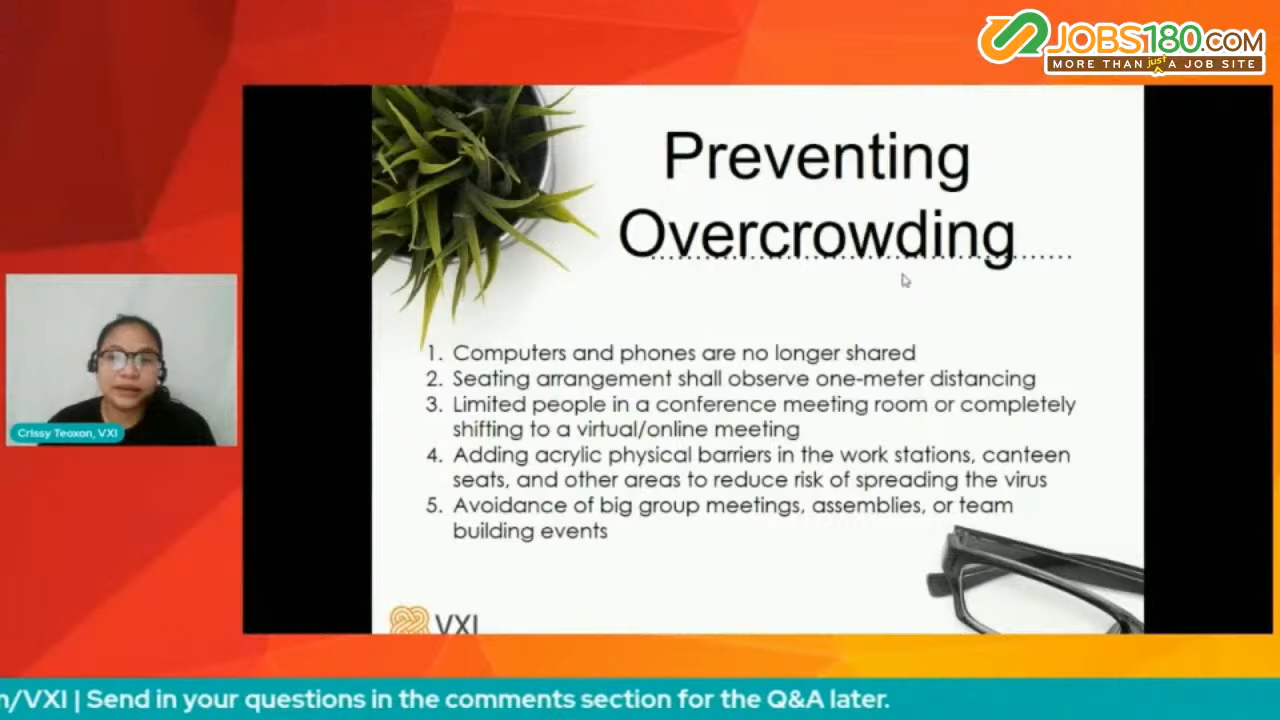 JOBS180.COM
MORE THAN just A JOB SITE
Preventing
Overcrowding
1. Computers and phones are no longer shared
2. Seating arrangement shall observe one-meter distancing
3. Limited people in a conference meeting room or completely
shifting to a virtual/online meeting
4. Adding acrylic physical barriers in the work stations, canteen
seats, and other areas to reduce risk of spreading the virus
5. Avoidance of big group meetings, assemblies, or team
building events
VXI
Crissy Teoxon, VXI
/VXI | Send in your questions in the comments section for the Q&A later.